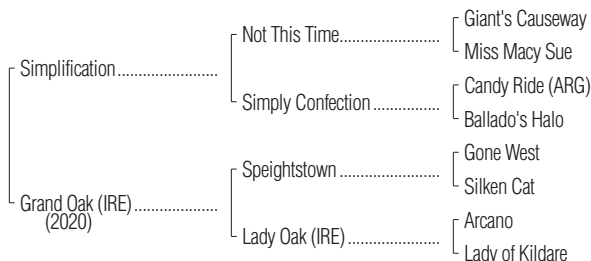 Giant's Causeway
Not This Time........................
Miss Macy Sue
Simplification........................
Candy Ride (ARG)
Simply Confection ................
Ballado's Halo
Gone West
Speightstown ........................
Silken Cat
Grand Oak (IRE)....................
(2020)
Arcano
Lady Oak (IRE) ......................
Lady of Kildare